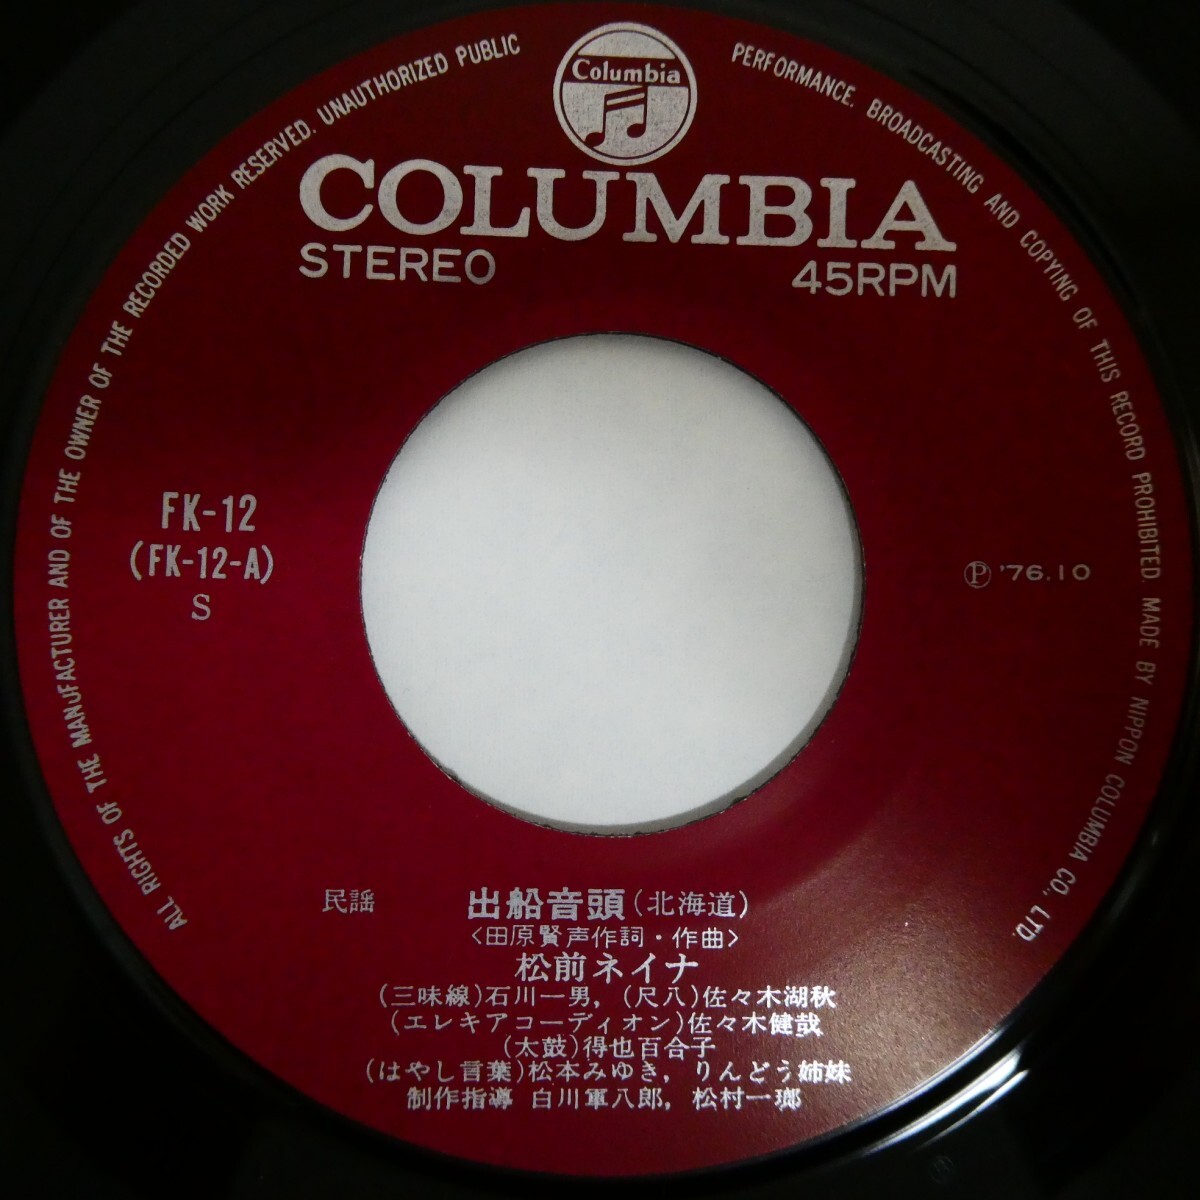 ALL RIGHTS OF THE MANUFACTURER AND OF THE OWNER OF THE RECORDED WORK RESERVED. UNAUTHORIZED PUBLIC PERFORMANCE. BROADCASTING AND COPYING OF THIS RECORD PROHIBITED. MADE BY NIPPON COLUMBIA CO., LTD.
Columbia
COLUMBIA
STEREO 45RPM
FK-12
(FK-12-A)
S
Ⓟ '76.10
民謡 出船音頭(北海道)
<田原賢声作詞・作曲>
松前ネイナ
(三味線)石川一男, (尺八)佐々木湖秋
(エレキアコーディオン)佐々木健哉
(太鼓)得也百合子
(はやし言葉)松本みゆき, りんどう姉妹
制作指導 白川軍八郎, 松村一瑯